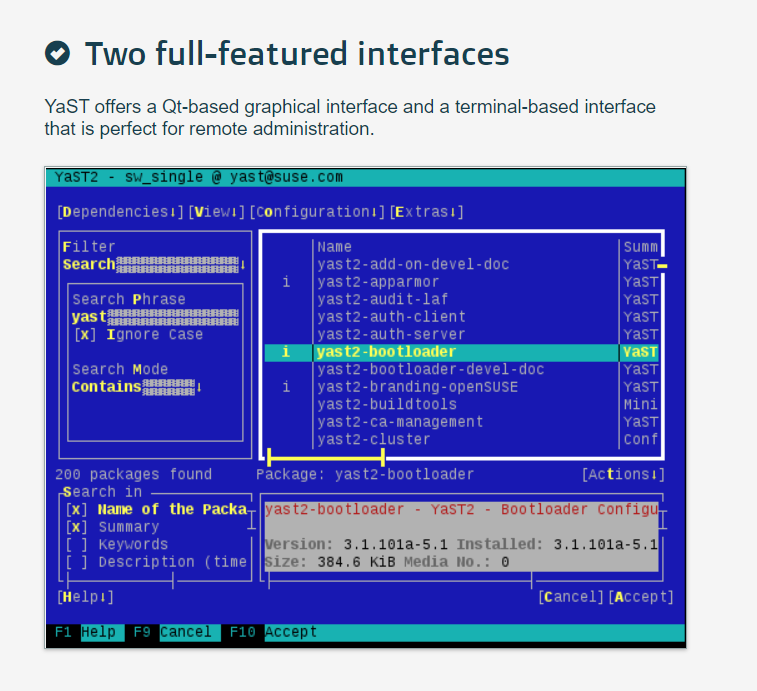 Two full-featured interfaces
YaST offers a Qt-based graphical interface and a terminal-based interface
that is perfect for remote administration.
YaST2 - sw_single @ yast@suse.com
[Dependencies↓][View↓][Configuration↓][Extras↓]
Filter
Search↓
Search Phrase
yast
[x] Ignore Case
Search Mode
Contains↓
Name Summ
yast2-add-on-devel-doc YaST
i yast2-apparmor YaST
yast2-audit-laf YaST
yast2-auth-client YaST
yast2-auth-server YaST
i yast2-bootloader YaST
yast2-bootloader-devel-doc YaST
i yast2-branding-openSUSE YaST
yast2-buildtools Mini
yast2-ca-management YaST
yast2-cluster Conf
200 packages found
Package: yast2-bootloader [Actions↓]
Search in
[x] Name of the Packa
[x] Summary
[ ] Keywords
[ ] Description (time
yast2-bootloader - YaST2 - Bootloader Configu
Version: 3.1.101a-5.1 Installed: 3.1.101a-5.1
Size: 384.6 KiB Media No.: 0
[Help↓] [Cancel][Accept]
F1 Help F9 Cancel F10 Accept